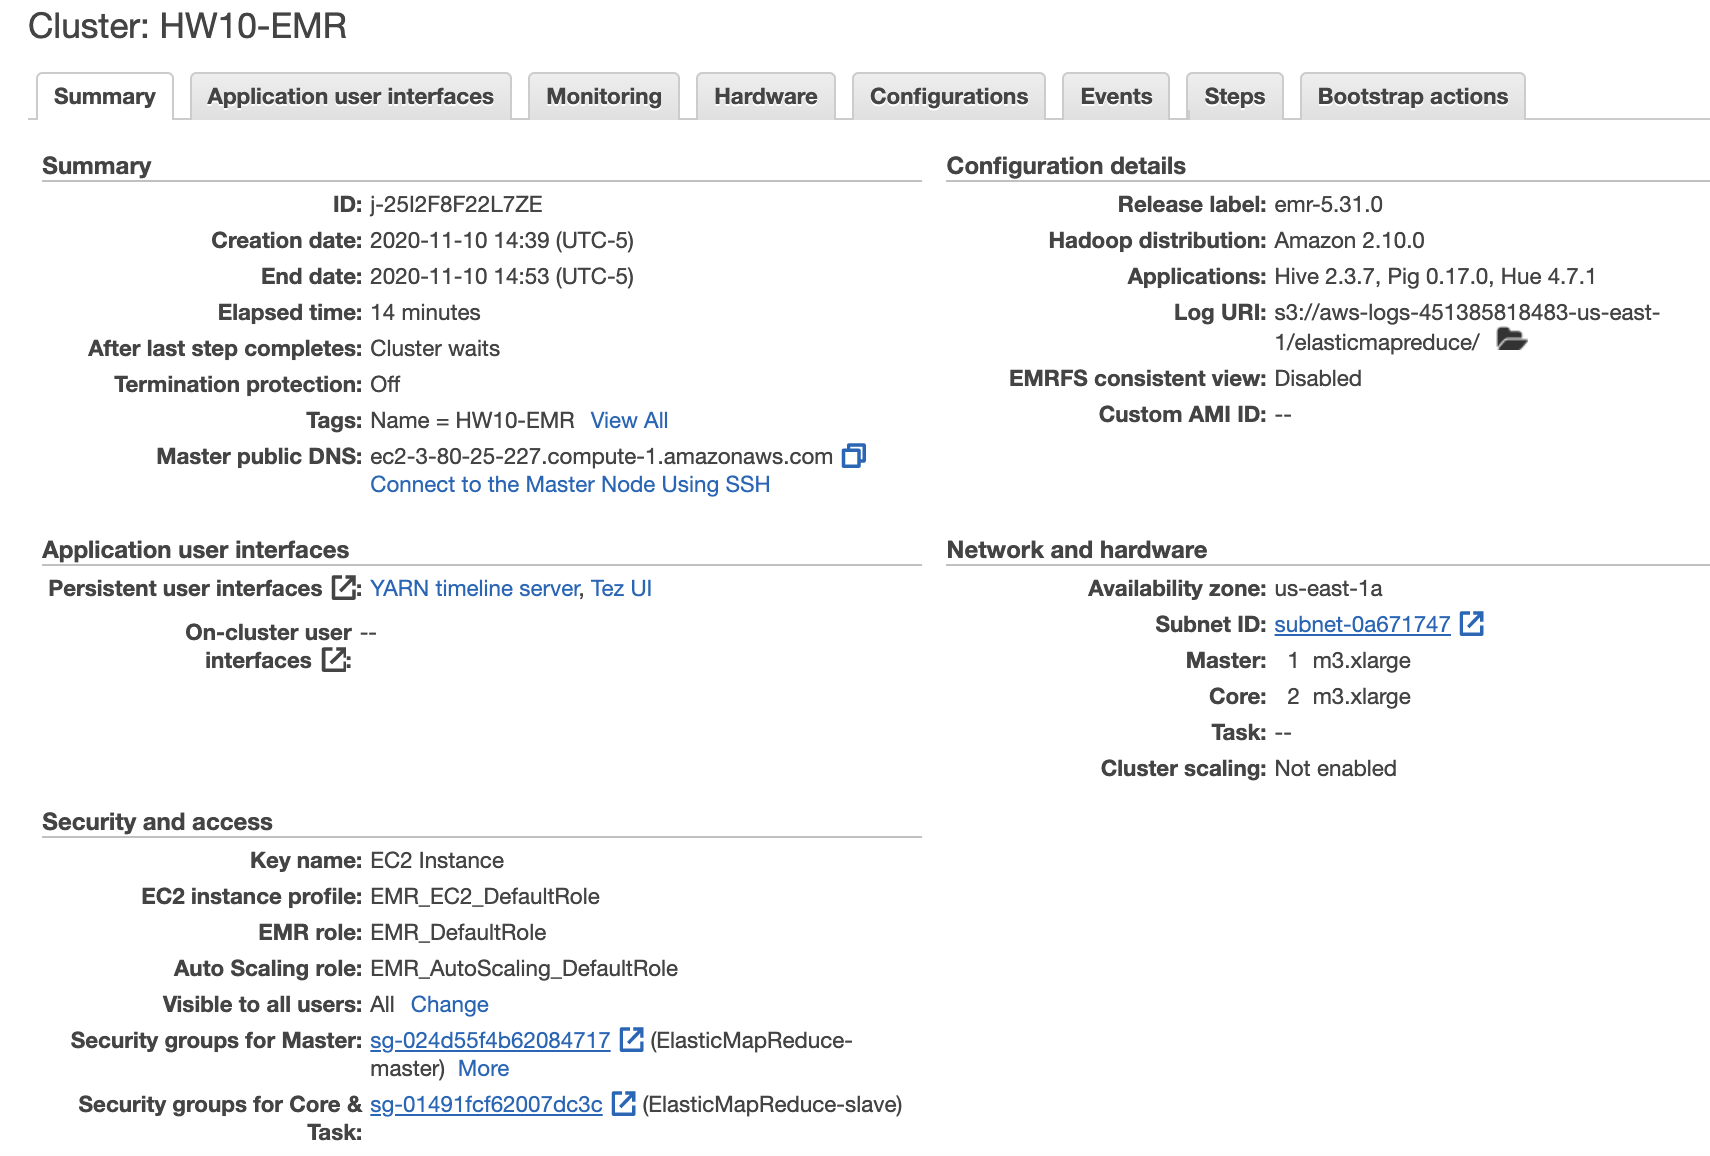 Cluster: HW10-EMR
Summary
Application user interfaces
Monitoring
Hardware
Configurations
Events
Steps
Bootstrap actions
Summary
ID: j-25I2F8F22L7ZE
Creation date: 2020-11-10 14:39 (UTC-5)
End date: 2020-11-10 14:53 (UTC-5)
Elapsed time: 14 minutes
After last step completes: Cluster waits
Termination protection: Off
Tags: Name = HW10-EMR View All
Master public DNS: ec2-3-80-25-227.compute-1.amazonaws.com
Connect to the Master Node Using SSH
Configuration details
Release label: emr-5.31.0
Hadoop distribution: Amazon 2.10.0
Applications: Hive 2.3.7, Pig 0.17.0, Hue 4.7.1
Log URI: s3://aws-logs-451385818483-us-east-
1/elasticmapreduce/
EMRFS consistent view: Disabled
Custom AMI ID: --
Application user interfaces
Persistent user interfaces : YARN timeline server, Tez UI
On-cluster user --
interfaces :
Network and hardware
Availability zone: us-east-1a
Subnet ID: subnet-0a671747
Master: 1 m3.xlarge
Core: 2 m3.xlarge
Task: --
Cluster scaling: Not enabled
Security and access
Key name: EC2 Instance
EC2 instance profile: EMR_EC2_DefaultRole
EMR role: EMR_DefaultRole
Auto Scaling role: EMR_AutoScaling_DefaultRole
Visible to all users: All Change
Security groups for Master: sg-024d55f4b62084717 (ElasticMapReduce-
master) More
Security groups for Core & sg-01491fcf62007dc3c (ElasticMapReduce-slave)
Task: